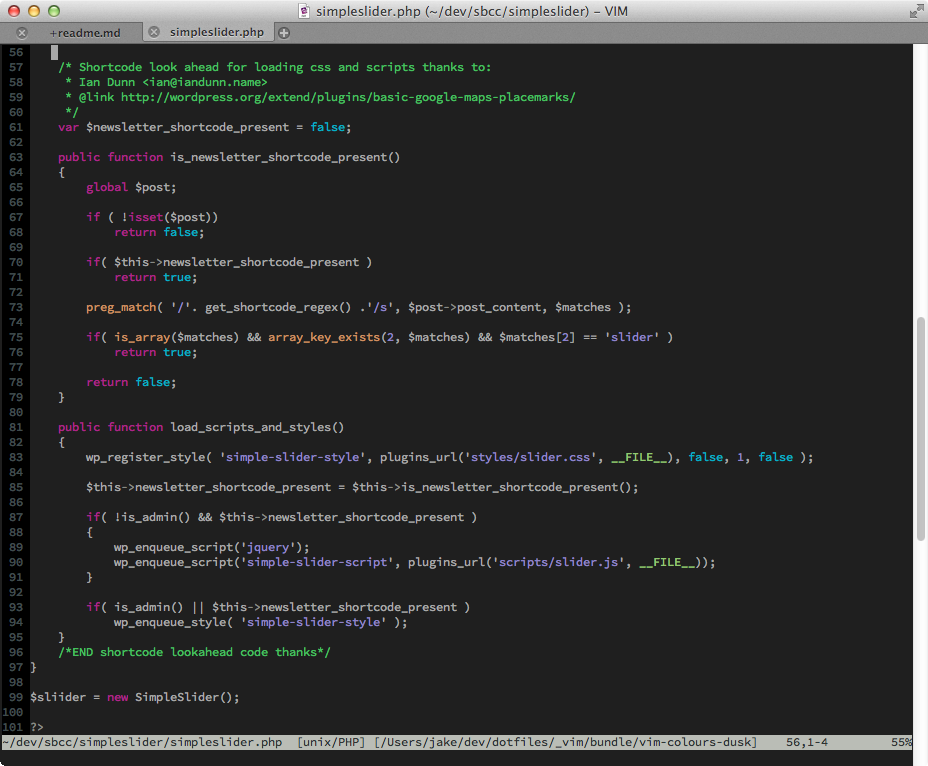 simpleslider.php (~/dev/sbcc/simpleslider) – VIM
+readme.md simpleslider.php
56
57     /* Shortcode look ahead for loading css and scripts thanks to:
58      * Ian Dunn <ian@iandunn.name>
59      * @link http://wordpress.org/extend/plugins/basic-google-maps-placemarks/
60      */
61     var $newsletter_shortcode_present = false;
62
63     public function is_newsletter_shortcode_present()
64     {
65         global $post;
66
67         if ( !isset($post))
68             return false;
69
70         if( $this->newsletter_shortcode_present )
71             return true;
72
73         preg_match( '/'. get_shortcode_regex() .'/s', $post->post_content, $matches );
74
75         if( is_array($matches) && array_key_exists(2, $matches) && $matches[2] == 'slider' )
76             return true;
77
78         return false;
79     }
80
81     public function load_scripts_and_styles()
82     {
83         wp_register_style( 'simple-slider-style', plugins_url('styles/slider.css', __FILE__), false, 1, false );
84
85         $this->newsletter_shortcode_present = $this->is_newsletter_shortcode_present();
86
87         if( !is_admin() && $this->newsletter_shortcode_present )
88         {
89             wp_enqueue_script('jquery');
90             wp_enqueue_script('simple-slider-script', plugins_url('scripts/slider.js', __FILE__));
91         }
92
93         if( is_admin() || $this->newsletter_shortcode_present )
94             wp_enqueue_style( 'simple-slider-style' );
95     }
96     /*END shortcode lookahead code thanks*/
97 }
98
99 $sliider = new SimpleSlider();
100
101 ?>
~/dev/sbcc/simpleslider/simpleslider.php  [unix/PHP] [/Users/jake/dev/dotfiles/_vim/bundle/vim-colours-dusk]    56,1-4    55%